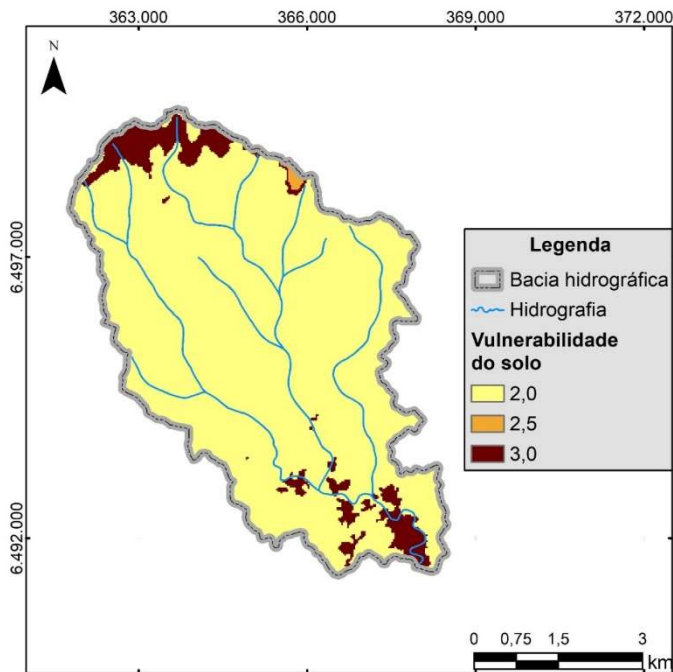 363.000 366.000 369.000 372.000
N
6.497.000
6.492.000
Legenda
Bacia hidrográfica
Hidrografia
Vulnerabilidade
do solo
2,0
2,5
3,0
0 0,75 1,5 3
km